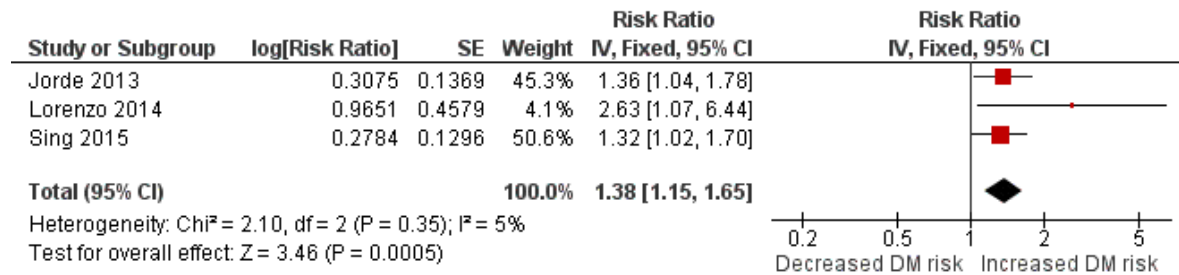 Risk Ratio Risk Ratio
Study or Subgroup log[Risk Ratio] SE Weight IV, Fixed, 95% CI IV, Fixed, 95% CI
Jorde 2013 0.3075 0.1369 45.3% 1.36 [1.04, 1.78]
Lorenzo 2014 0.9651 0.4579 4.1% 2.63 [1.07, 6.44]
Sing 2015 0.2784 0.1296 50.6% 1.32 [1.02, 1.70]
Total (95% CI) 100.0% 1.38 [1.15, 1.65]
Heterogeneity: Chi² = 2.10, df = 2 (P = 0.35); I² = 5%
Test for overall effect: Z = 3.46 (P = 0.0005)
0.2 0.5 1 2 5
Decreased DM risk Increased DM risk